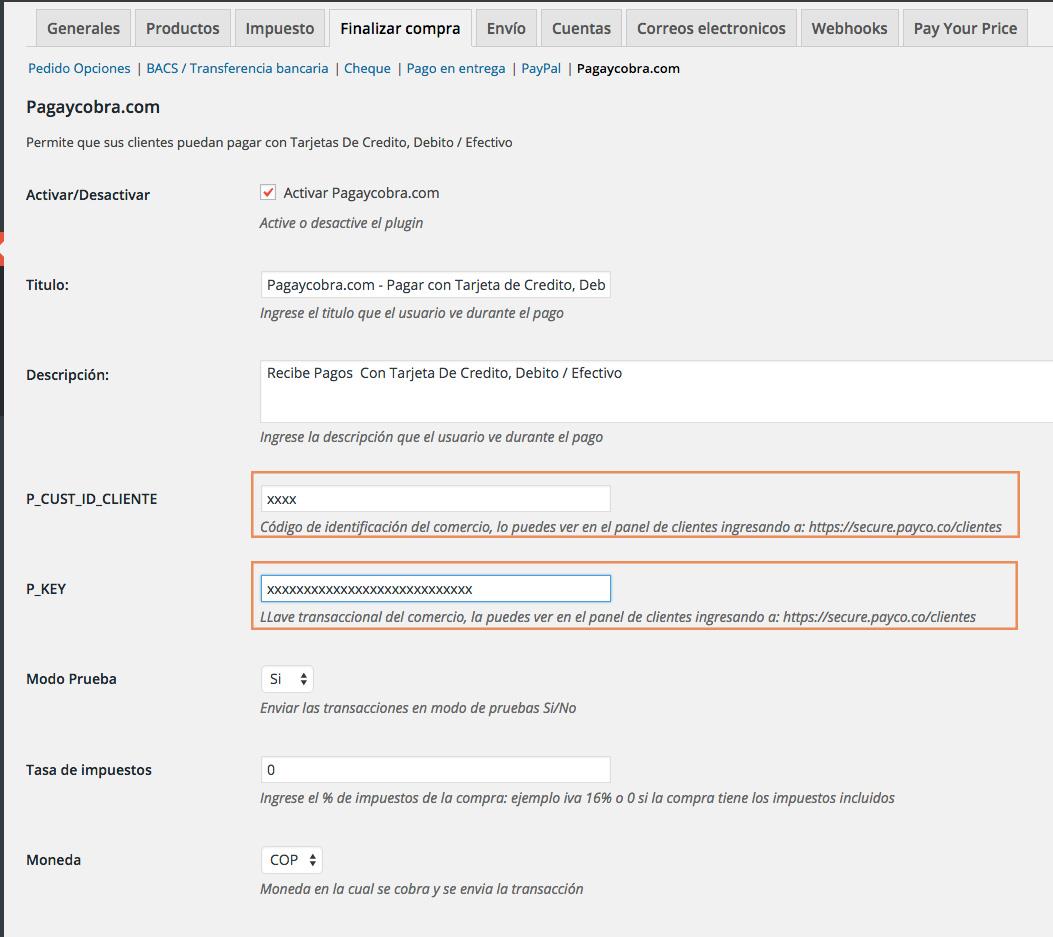 Generales Productos Impuesto Finalizar compra Envío Cuentas Correos electronicos Webhooks Pay Your Price
Pedido Opciones | BACS / Transferencia bancaria | Cheque | Pago en entrega | PayPal | Pagaycobra.com
Pagaycobra.com
Permite que sus clientes puedan pagar con Tarjetas De Credito, Debito / Efectivo
Activar/Desactivar Activar Pagaycobra.com
Active o desactive el plugin
Titulo: Pagaycobra.com - Pagar con Tarjeta de Credito, Deb
Ingrese el titulo que el usuario ve durante el pago
Descripción: Recibe Pagos  Con Tarjeta De Credito, Debito / Efectivo
Ingrese la descripción que el usuario ve durante el pago
P_CUST_ID_CLIENTE xxxx
Código de identificación del comercio, lo puedes ver en el panel de clientes ingresando a: https://secure.payco.co/clientes
P_KEY xxxxxxxxxxxxxxxxxxxxxxxxxxxx
LLave transaccional del comercio, la puedes ver en el panel de clientes ingresando a: https://secure.payco.co/clientes
Modo Prueba Si
Enviar las transacciones en modo de pruebas Si/No
Tasa de impuestos 0
Ingrese el % de impuestos de la compra: ejemplo iva 16% o 0 si la compra tiene los impuestos incluidos
Moneda COP
Moneda en la cual se cobra y se envia la transacción